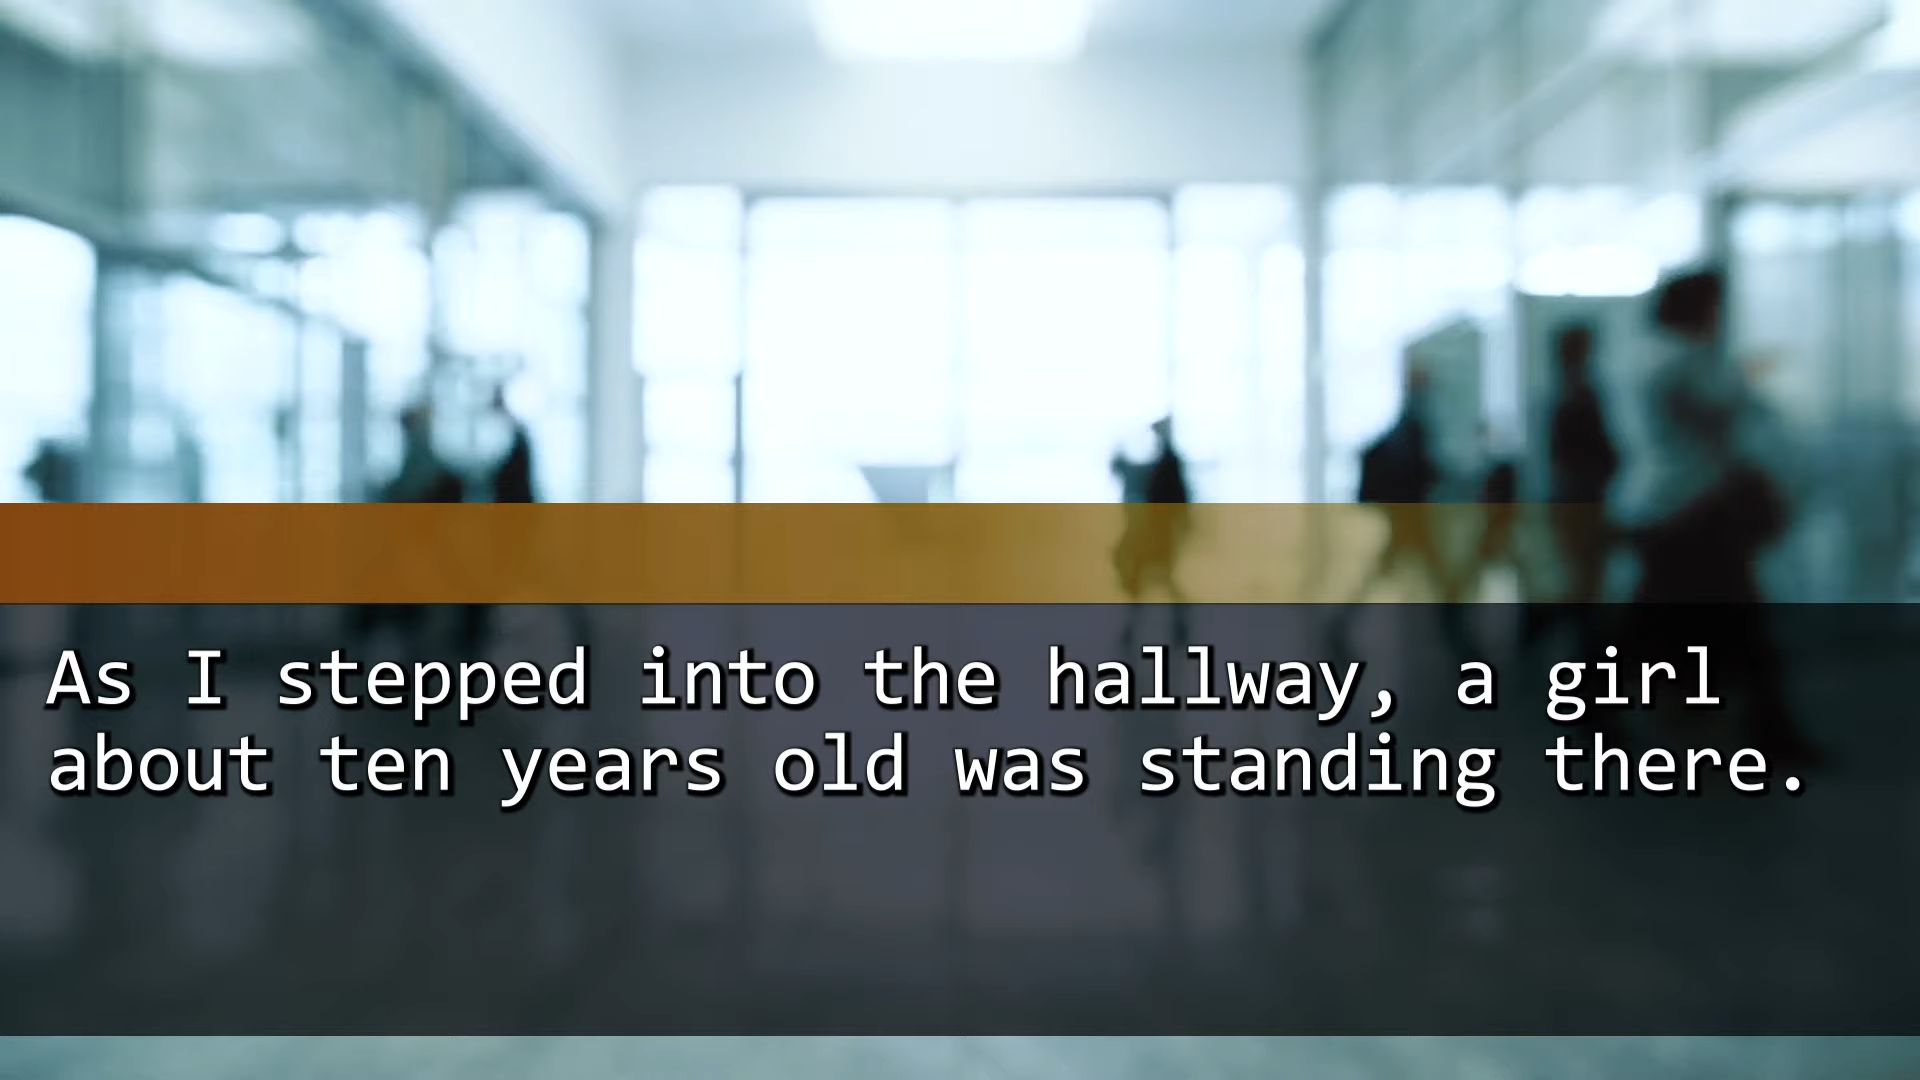 As I stepped into the hallway, a girl
about ten years old was standing there.